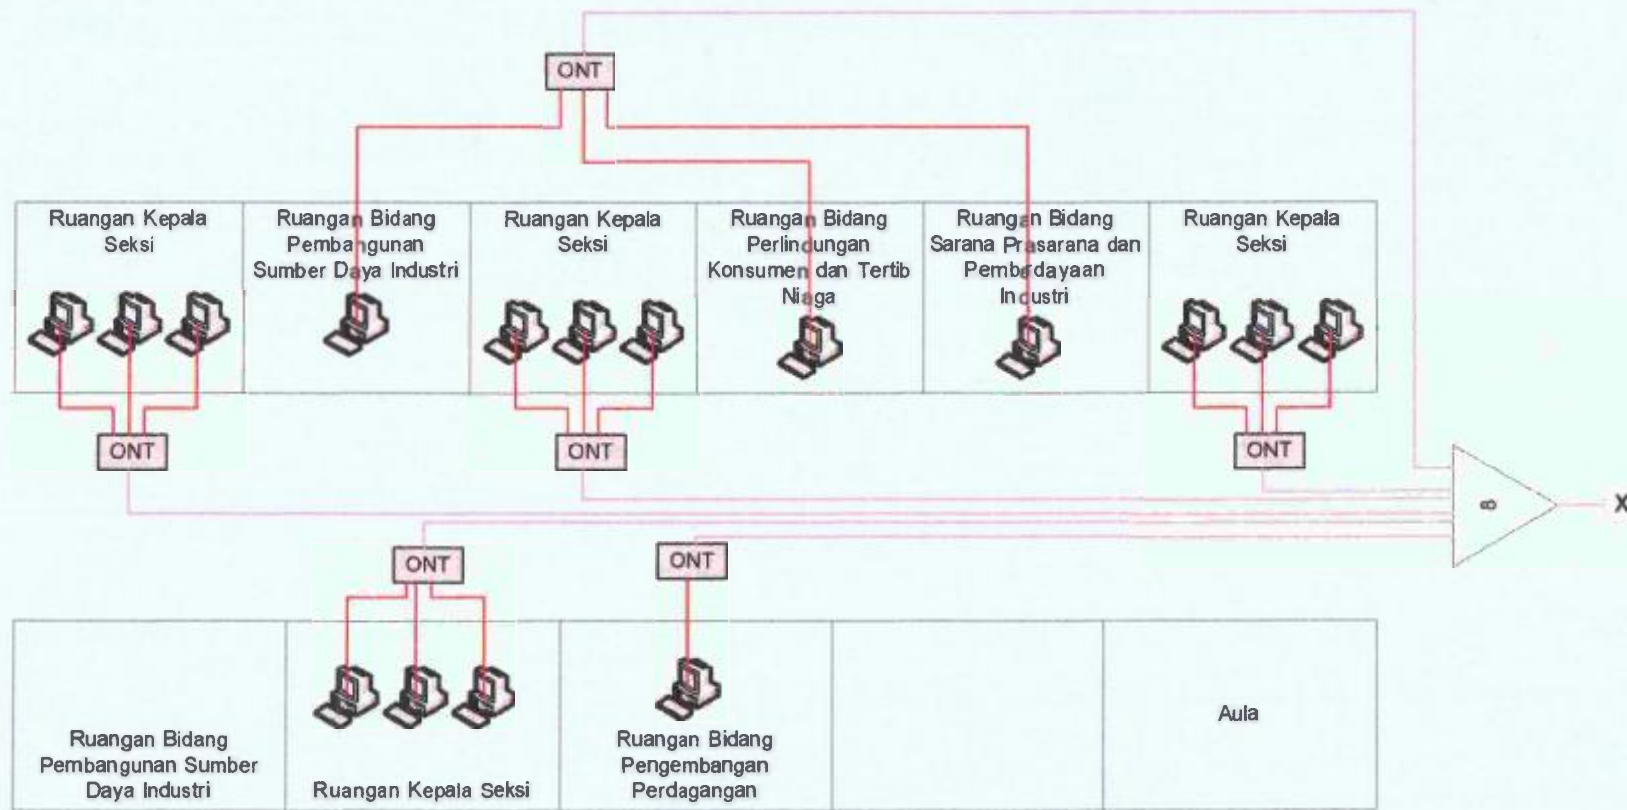 ONT
Ruangan Kepala
Seksi
Ruangan Bidang
Pembangunan
Sumber Daya Industri
Ruangan Kepala
Seksi
Ruangan Bidang
Perlindungan
Konsumen dan Tertib
Niaga
Ruangan Bidang
Sarana Prasarana dan
Pemberdayaan
Industri
Ruangan Kepala
Seksi
ONT
ONT
ONT
8
X
ONT
ONT
Ruangan Bidang
Pembangunan Sumber
Daya Industri
Ruangan Kepala Seksi
Ruangan Bidang
Pengembangan
Perdagangan
Aula